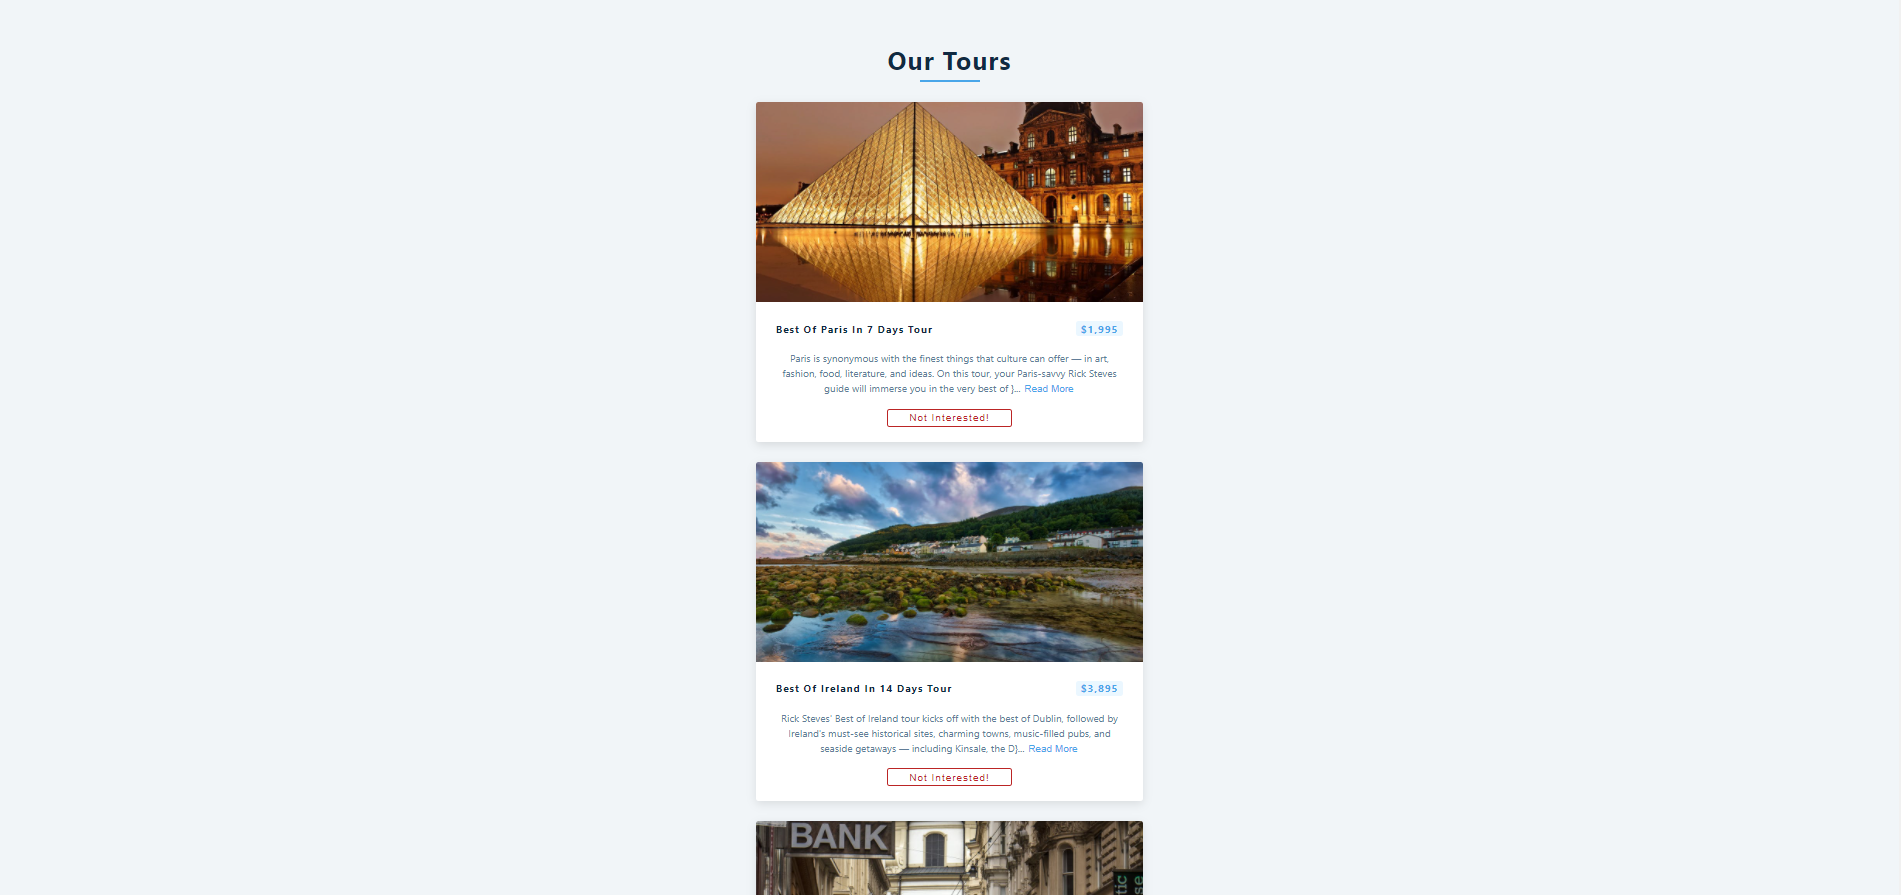 Our Tours
Best Of Paris In 7 Days Tour
$1,995
Paris is synonymous with the finest things that culture can offer — in art,
fashion, food, literature, and ideas. On this tour, your Paris-savvy Rick Steves
guide will immerse you in the very best of }... Read More
Not Interested!
Best Of Ireland In 14 Days Tour
$3,895
Rick Steves' Best of Ireland tour kicks off with the best of Dublin, followed by
Ireland's must-see historical sites, charming towns, music-filled pubs, and
seaside getaways — including Kinsale, the D}... Read More
Not Interested!
BANK
tic
se